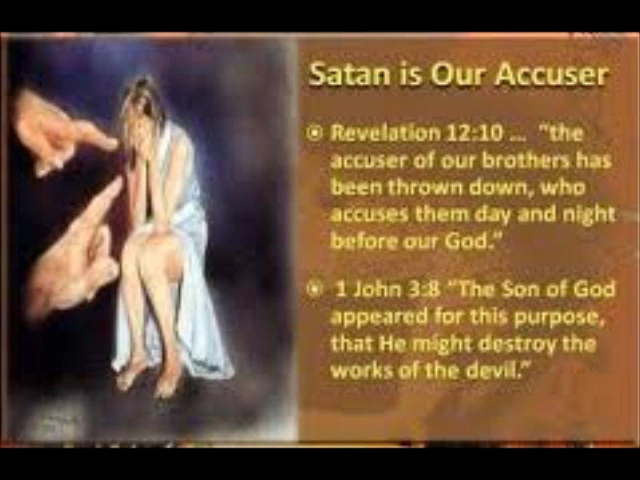 Satan is Our Accuser
Revelation 12:10 ... "the
accuser of our brothers has
been thrown down, who
accuses them day and night
before our God."
1 John 3:8 "The Son of God
appeared for this purpose,
that He might destroy the
works of the devil."